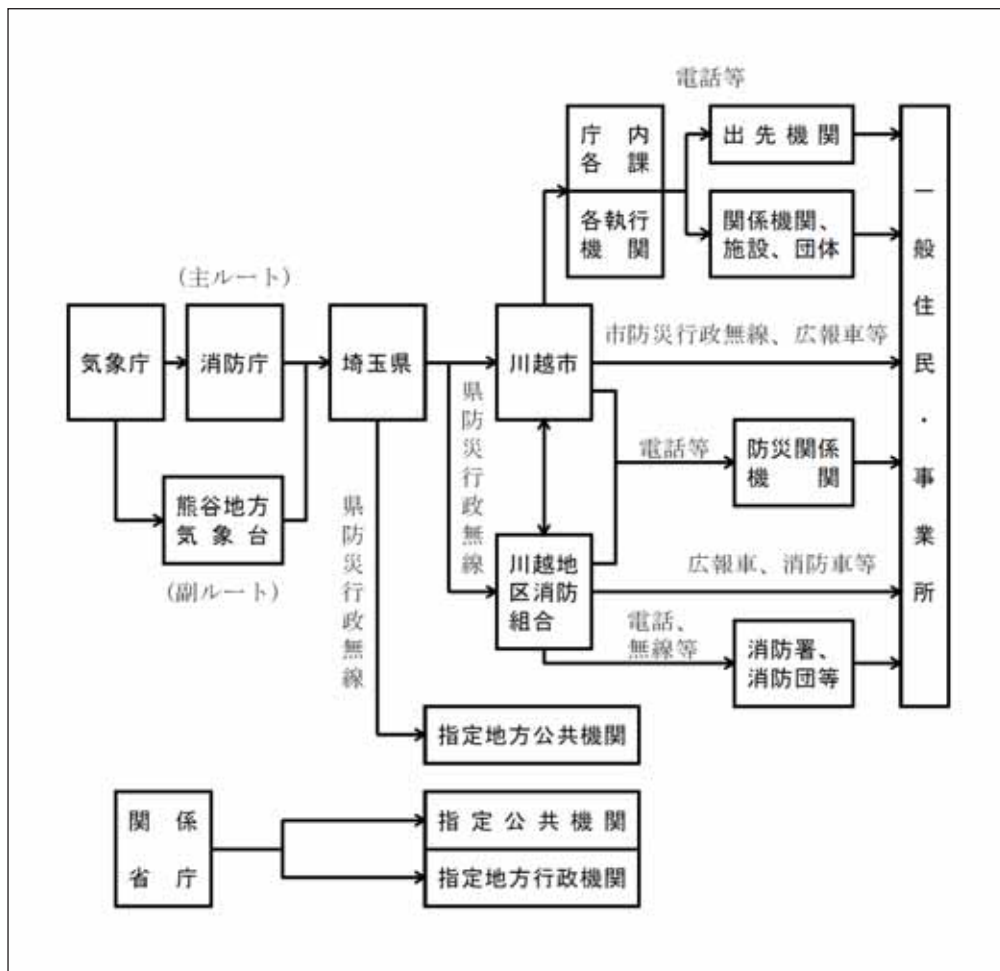 電話等
庁内
各課
各執行
機関
出先機関
関係機関、
施設、団体
一般住民・事業所
(主ルート)
気象庁
消防庁
埼玉県
川越市
市防災行政無線、広報車等
県防災行政無線
電話等
防災関係
機関
熊谷地方
気象台
(副ルート)
県防災行政無線
川越地
区消防
組合
広報車、消防車等
電話、
無線等
消防署、
消防団等
指定地方公共機関
関係
省庁
指定公共機関
指定地方行政機関